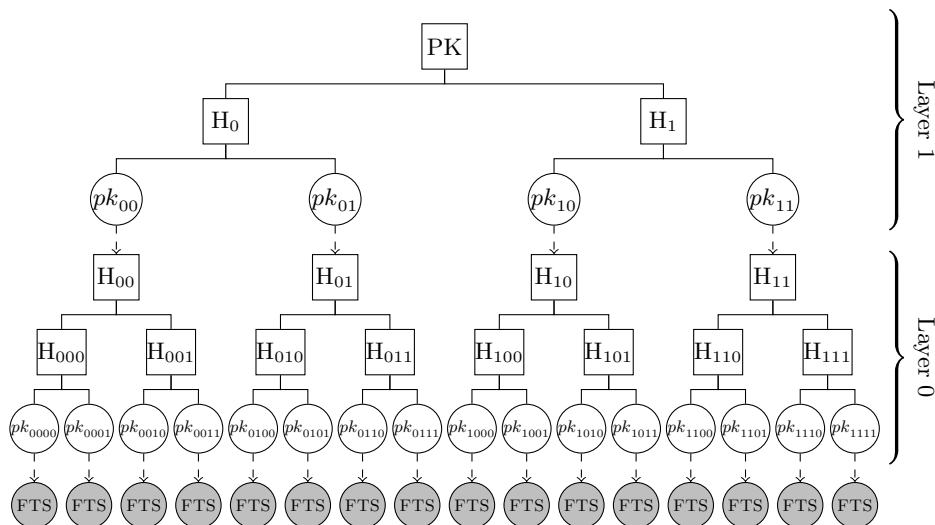 PK
H₀ H₁
pk₀₀ pk₀₁ pk₁₀ pk₁₁
Layer 1
H₀₀ H₀₁ H₁₀ H₁₁
H₀₀₀ H₀₀₁ H₀₁₀ H₀₁₁ H₁₀₀ H₁₀₁ H₁₁₀ H₁₁₁
pk₀₀₀₀ pk₀₀₀₁ pk₀₀₁₀ pk₀₀₁₁ pk₀₁₀₀ pk₀₁₀₁ pk₀₁₁₀ pk₀₁₁₁ pk₁₀₀₀ pk₁₀₀₁ pk₁₀₁₀ pk₁₀₁₁ pk₁₁₀₀ pk₁₁₀₁ pk₁₁₁₀ pk₁₁₁₁
Layer 0
FTS FTS FTS FTS FTS FTS FTS FTS FTS FTS FTS FTS FTS FTS FTS FTS